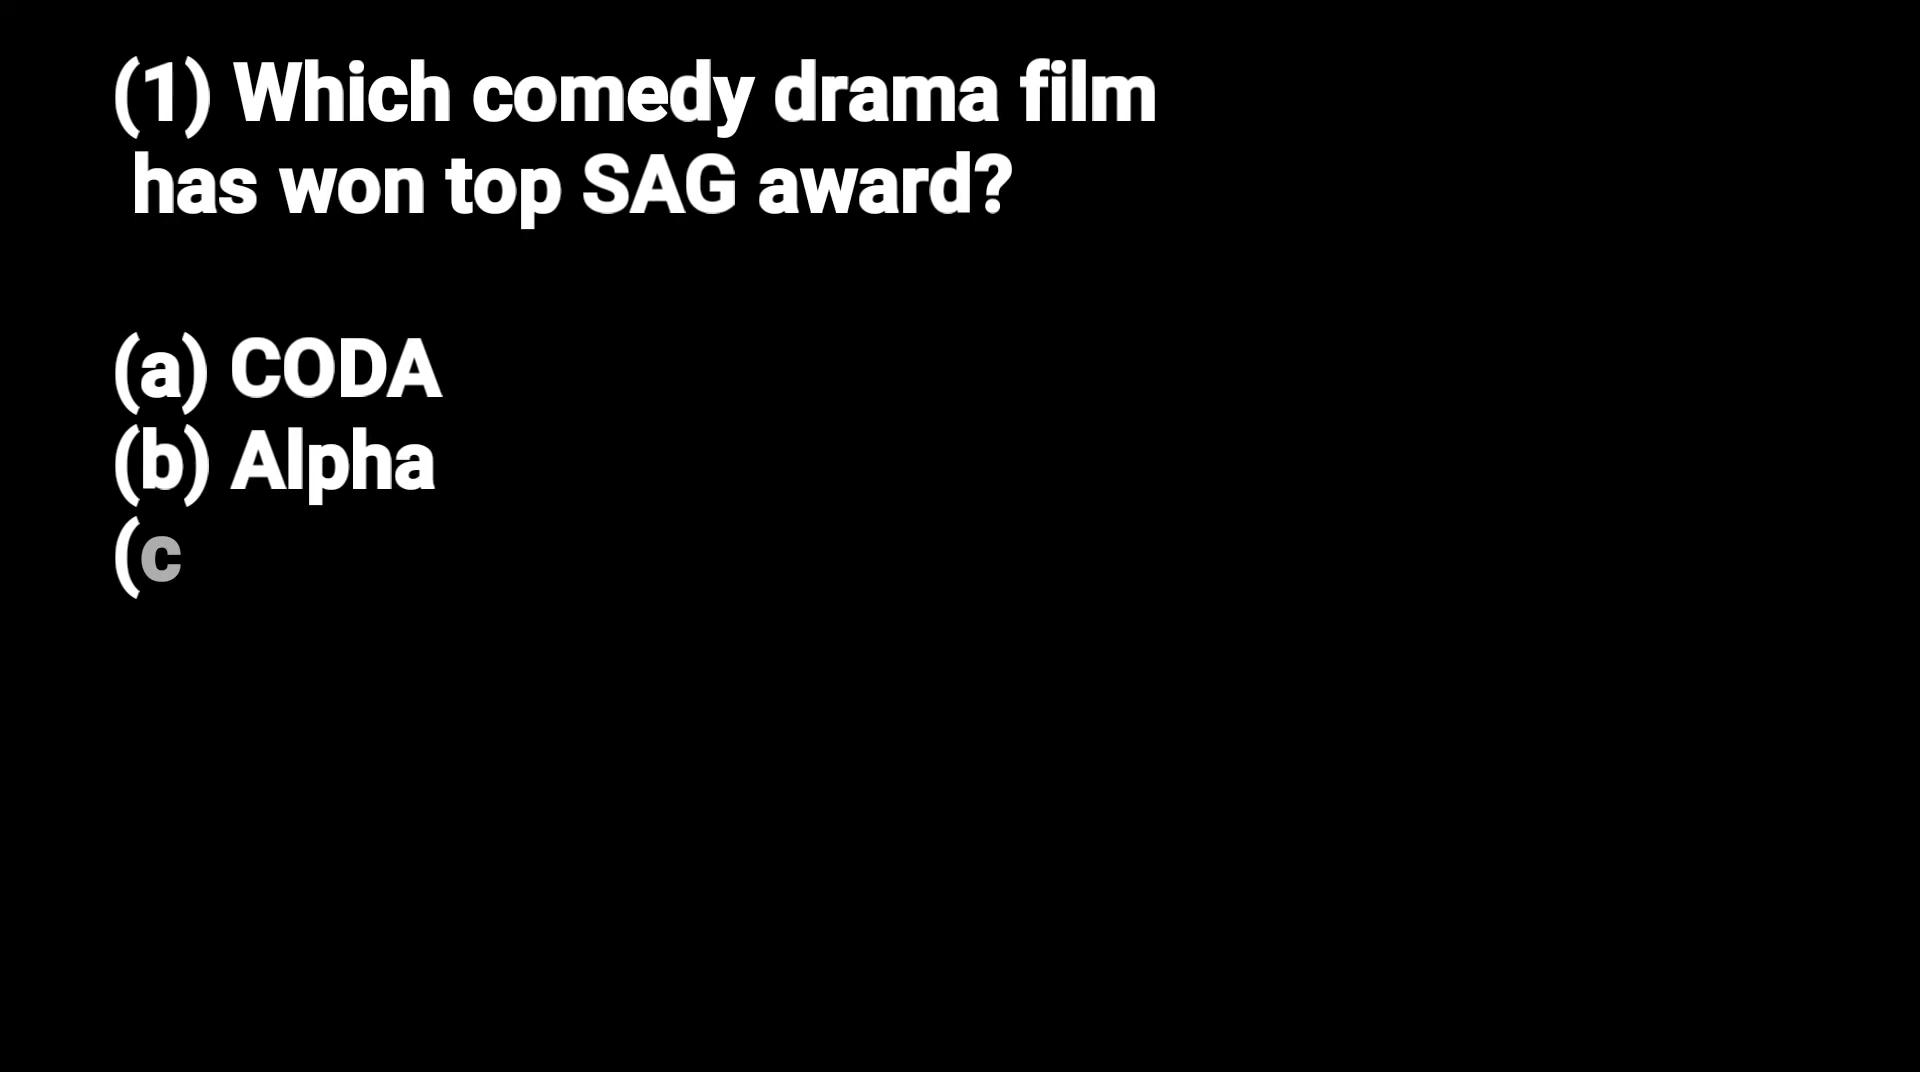 (1) Which comedy drama film
has won top SAG award?
(a) CODA
(b) Alpha
(c